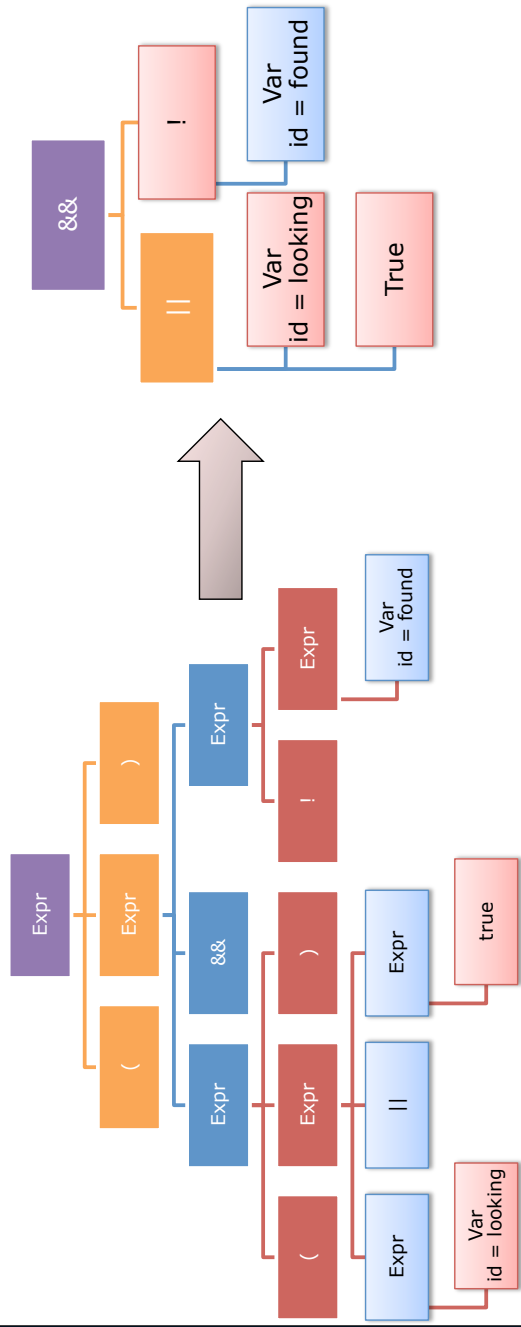 Expr
(
Expr
)
Expr
&&
Expr
(
Expr
)
!
Expr
Expr
||
Expr
Var
id = found
Var
id = looking
true
&&
||
!
Var
id = looking
Var
id = found
True